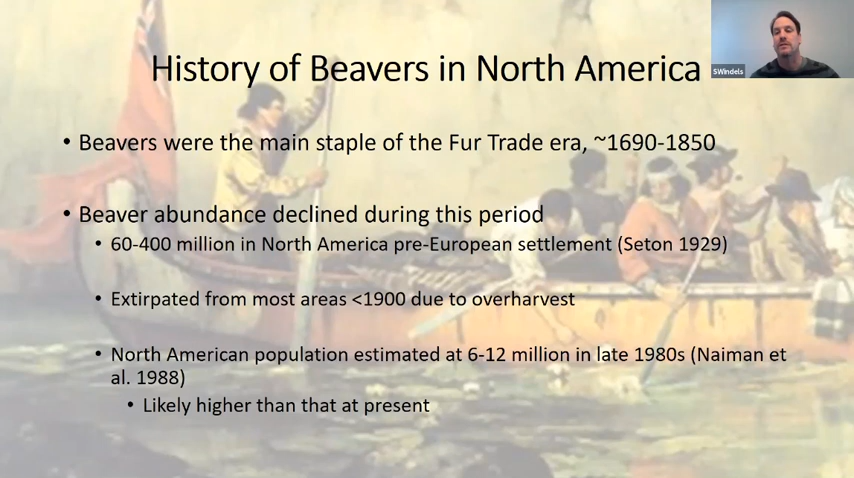 History of Beavers in North America
SWindels
• Beavers were the main staple of the Fur Trade era, ~1690-1850
• Beaver abundance declined during this period
• 60-400 million in North America pre-European settlement (Seton 1929)
• Extirpated from most areas <1900 due to overharvest
• North American population estimated at 6-12 million in late 1980s (Naiman et
al. 1988)
• Likely higher than that at present